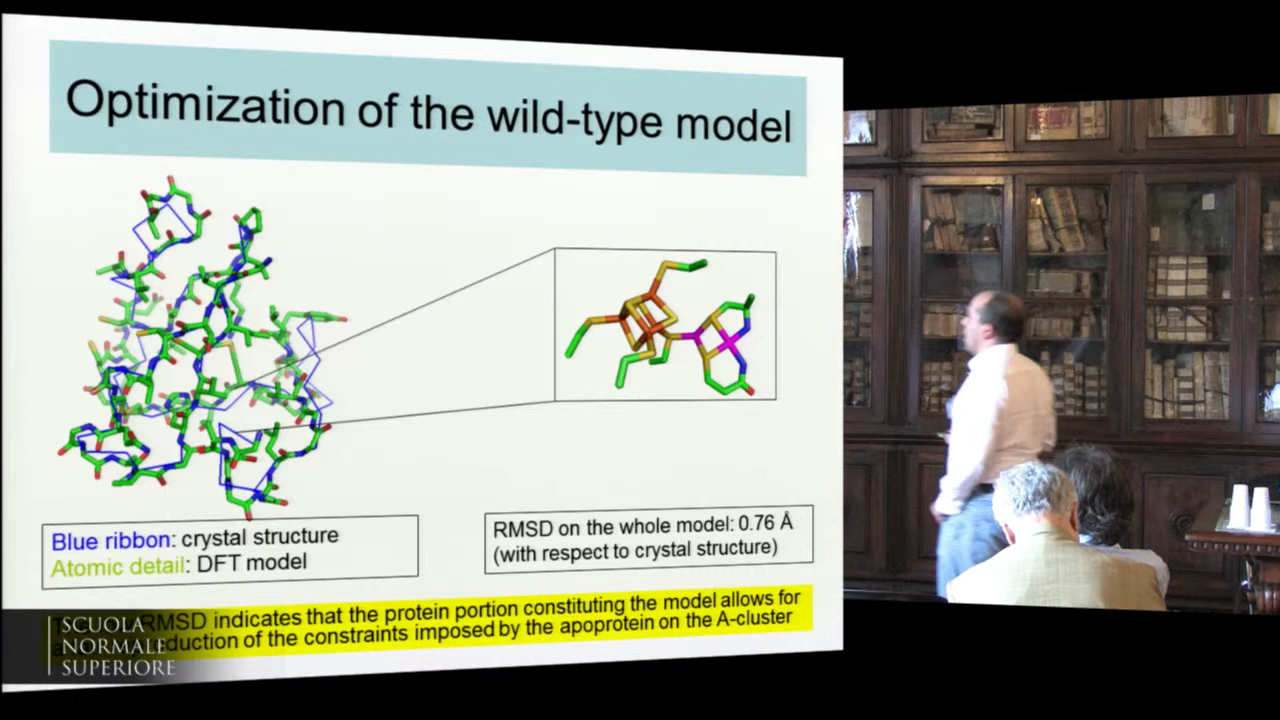 Optimization of the wild-type model
Blue ribbon: crystal structure
Atomic detail: DFT model
RMSD on the whole model: 0.76 Å
(with respect to crystal structure)
RMSD indicates that the protein portion constituting the model allows for
of the constraints imposed by the apoprotein on the A-cluster
SCUOLA
NORMALE
SUPERIORE